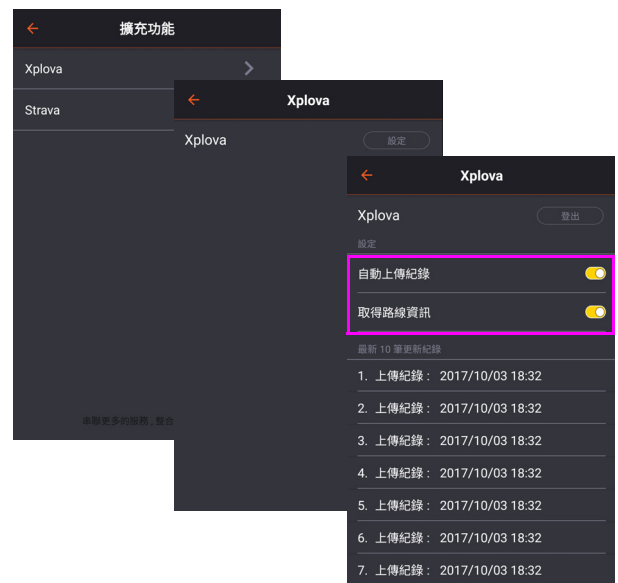 擴充功能
Xplova
Strava
串聯更多的服務,整合
Xplova
Xplova
設定
Xplova
Xplova
登出
設定
自動上傳紀錄
取得路線資訊
最新 10 筆更新紀錄
1. 上傳紀錄: 2017/10/03 18:32
2. 上傳紀錄: 2017/10/03 18:32
3. 上傳紀錄: 2017/10/03 18:32
4. 上傳紀錄: 2017/10/03 18:32
5. 上傳紀錄: 2017/10/03 18:32
6. 上傳紀錄: 2017/10/03 18:32
7. 上傳紀錄: 2017/10/03 18:32